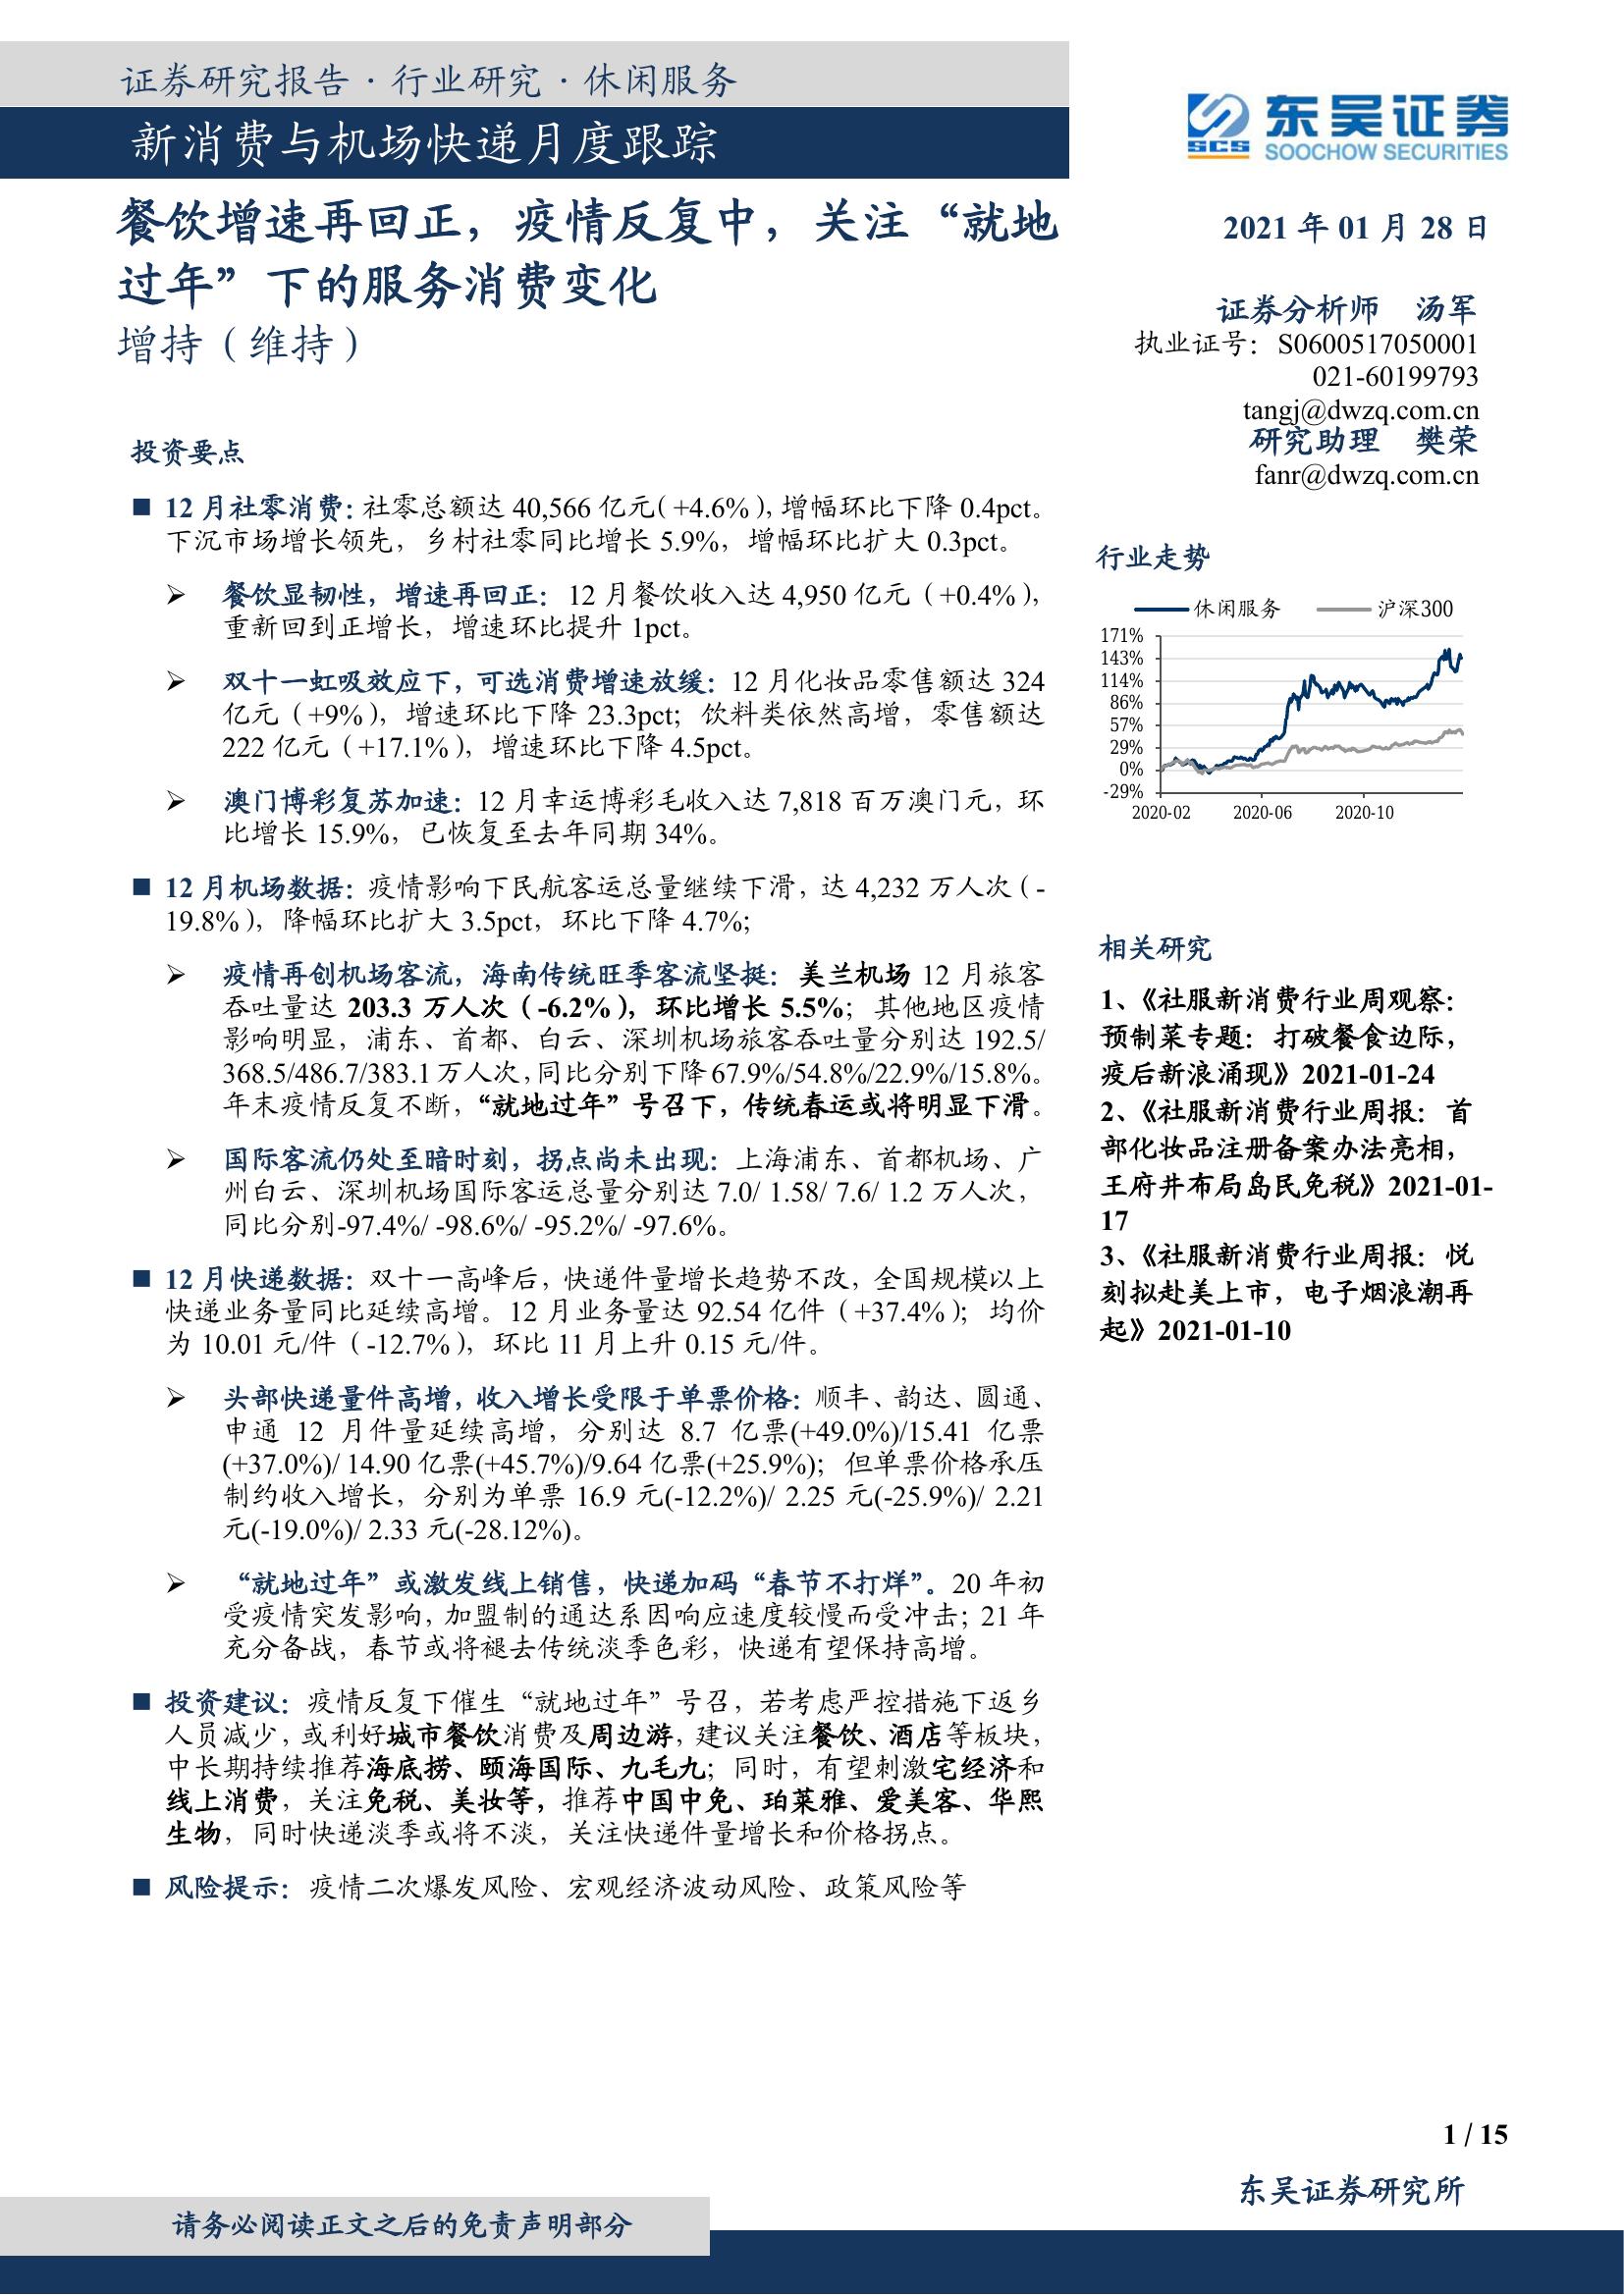 证券研究报告·行业研究·休闲服务
新消费与机场快递月度跟踪
东吴证券
SCS
SOOCHOW SECURITIES
餐饮增速再回正，疫情反复中，关注“就地
过年”下的服务消费变化
增持（维持）
2021 年 01 月 28 日
证券分析师 汤军
执业证号：S0600517050001
021-60199793
tangj@dwzq.com.cn
研究助理 樊荣
fanr@dwzq.com.cn
投资要点
■ 12 月社零消费：社零总额达 40,566 亿元（+4.6%），增幅环比下降 0.4pct。
下沉市场增长领先，乡村社零同比增长 5.9%，增幅环比扩大 0.3pct。
➢ 餐饮显韧性，增速再回正：12 月餐饮收入达 4,950 亿元（+0.4%），
重新回到正增长，增速环比提升 1pct。
➢ 双十一虹吸效应下，可选消费增速放缓：12 月化妆品零售额达 324
亿元（+9%），增速环比下降 23.3pct；饮料类依然高增，零售额达
222 亿元（+17.1%），增速环比下降 4.5pct。
➢ 澳门博彩复苏加速：12 月幸运博彩毛收入达 7,818 百万澳门元，环
比增长 15.9%，已恢复至去年同期 34%。
■ 12 月机场数据：疫情影响下民航客运总量继续下滑，达 4,232 万人次（-
19.8%），降幅环比扩大 3.5pct，环比下降 4.7%;
➢ 疫情再创机场客流，海南传统旺季客流坚挺：美兰机场 12 月旅客
吞吐量达 203.3 万人次（-6.2%），环比增长 5.5%；其他地区疫情
影响明显，浦东、首都、白云、深圳机场旅客吞吐量分别达 192.5/
368.5/486.7/383.1 万人次，同比分别下降 67.9%/54.8%/22.9%/15.8%。
年末疫情反复不断，“就地过年”号召下，传统春运或将明显下滑。
➢ 国际客流仍处至暗时刻，拐点尚未出现：上海浦东、首都机场、广
州白云、深圳机场国际客运总量分别达 7.0/ 1.58/ 7.6/ 1.2 万人次，
同比分别-97.4%/ -98.6%/ -95.2%/ -97.6%。
■ 12 月快递数据：双十一高峰后，快递件量增长趋势不改，全国规模以上
快递业务量同比延续高增。12 月业务量达 92.54 亿件（+37.4%）；均价
为 10.01 元/件（-12.7%），环比 11 月上升 0.15 元/件。
➢ 头部快递量件高增，收入增长受限于单票价格：顺丰、韵达、圆通、
申通 12 月件量延续高增，分别达 8.7 亿票(+49.0%)/15.41 亿票
(+37.0%)/ 14.90 亿票(+45.7%)/9.64 亿票(+25.9%)；但单票价格承压
制约收入增长，分别为单票 16.9 元(-12.2%)/ 2.25 元(-25.9%)/ 2.21
元(-19.0%)/ 2.33 元(-28.12%)。
➢ “就地过年”或激发线上销售，快递加码“春节不打烊”。20 年初
受疫情突发影响，加盟制的通达系因响应速度较慢而受冲击；21 年
充分备战，春节或将褪去传统淡季色彩，快递有望保持高增。
■ 投资建议：疫情反复下催生“就地过年”号召，若考虑严控措施下返乡
人员减少，或利好城市餐饮消费及周边游，建议关注餐饮、酒店等板块，
中长期持续推荐海底捞、颐海国际、九毛九；同时，有望刺激宅经济和
线上消费，关注免税、美妆等，推荐中国中免、珀莱雅、爱美客、华熙
生物，同时快递淡季或将不淡，关注快递件量增长和价格拐点。
■ 风险提示：疫情二次爆发风险、宏观经济波动风险、政策风险等
行业走势
休闲服务 沪深300
171%
143%
114%
86%
57%
29%
0%
-29%
2020-02 2020-06 2020-10
相关研究
1、《社服新消费行业周观察：
预制菜专题：打破餐食边际，
疫后新浪涌现》2021-01-24
2、《社服新消费行业周报：首
部化妆品注册备案办法亮相，
王府井布局岛民免税》2021-01-
17
3、《社服新消费行业周报：悦
刻拟赴美上市，电子烟浪潮再
起》2021-01-10
1 / 15
东吴证券研究所
请务必阅读正文之后的免责声明部分